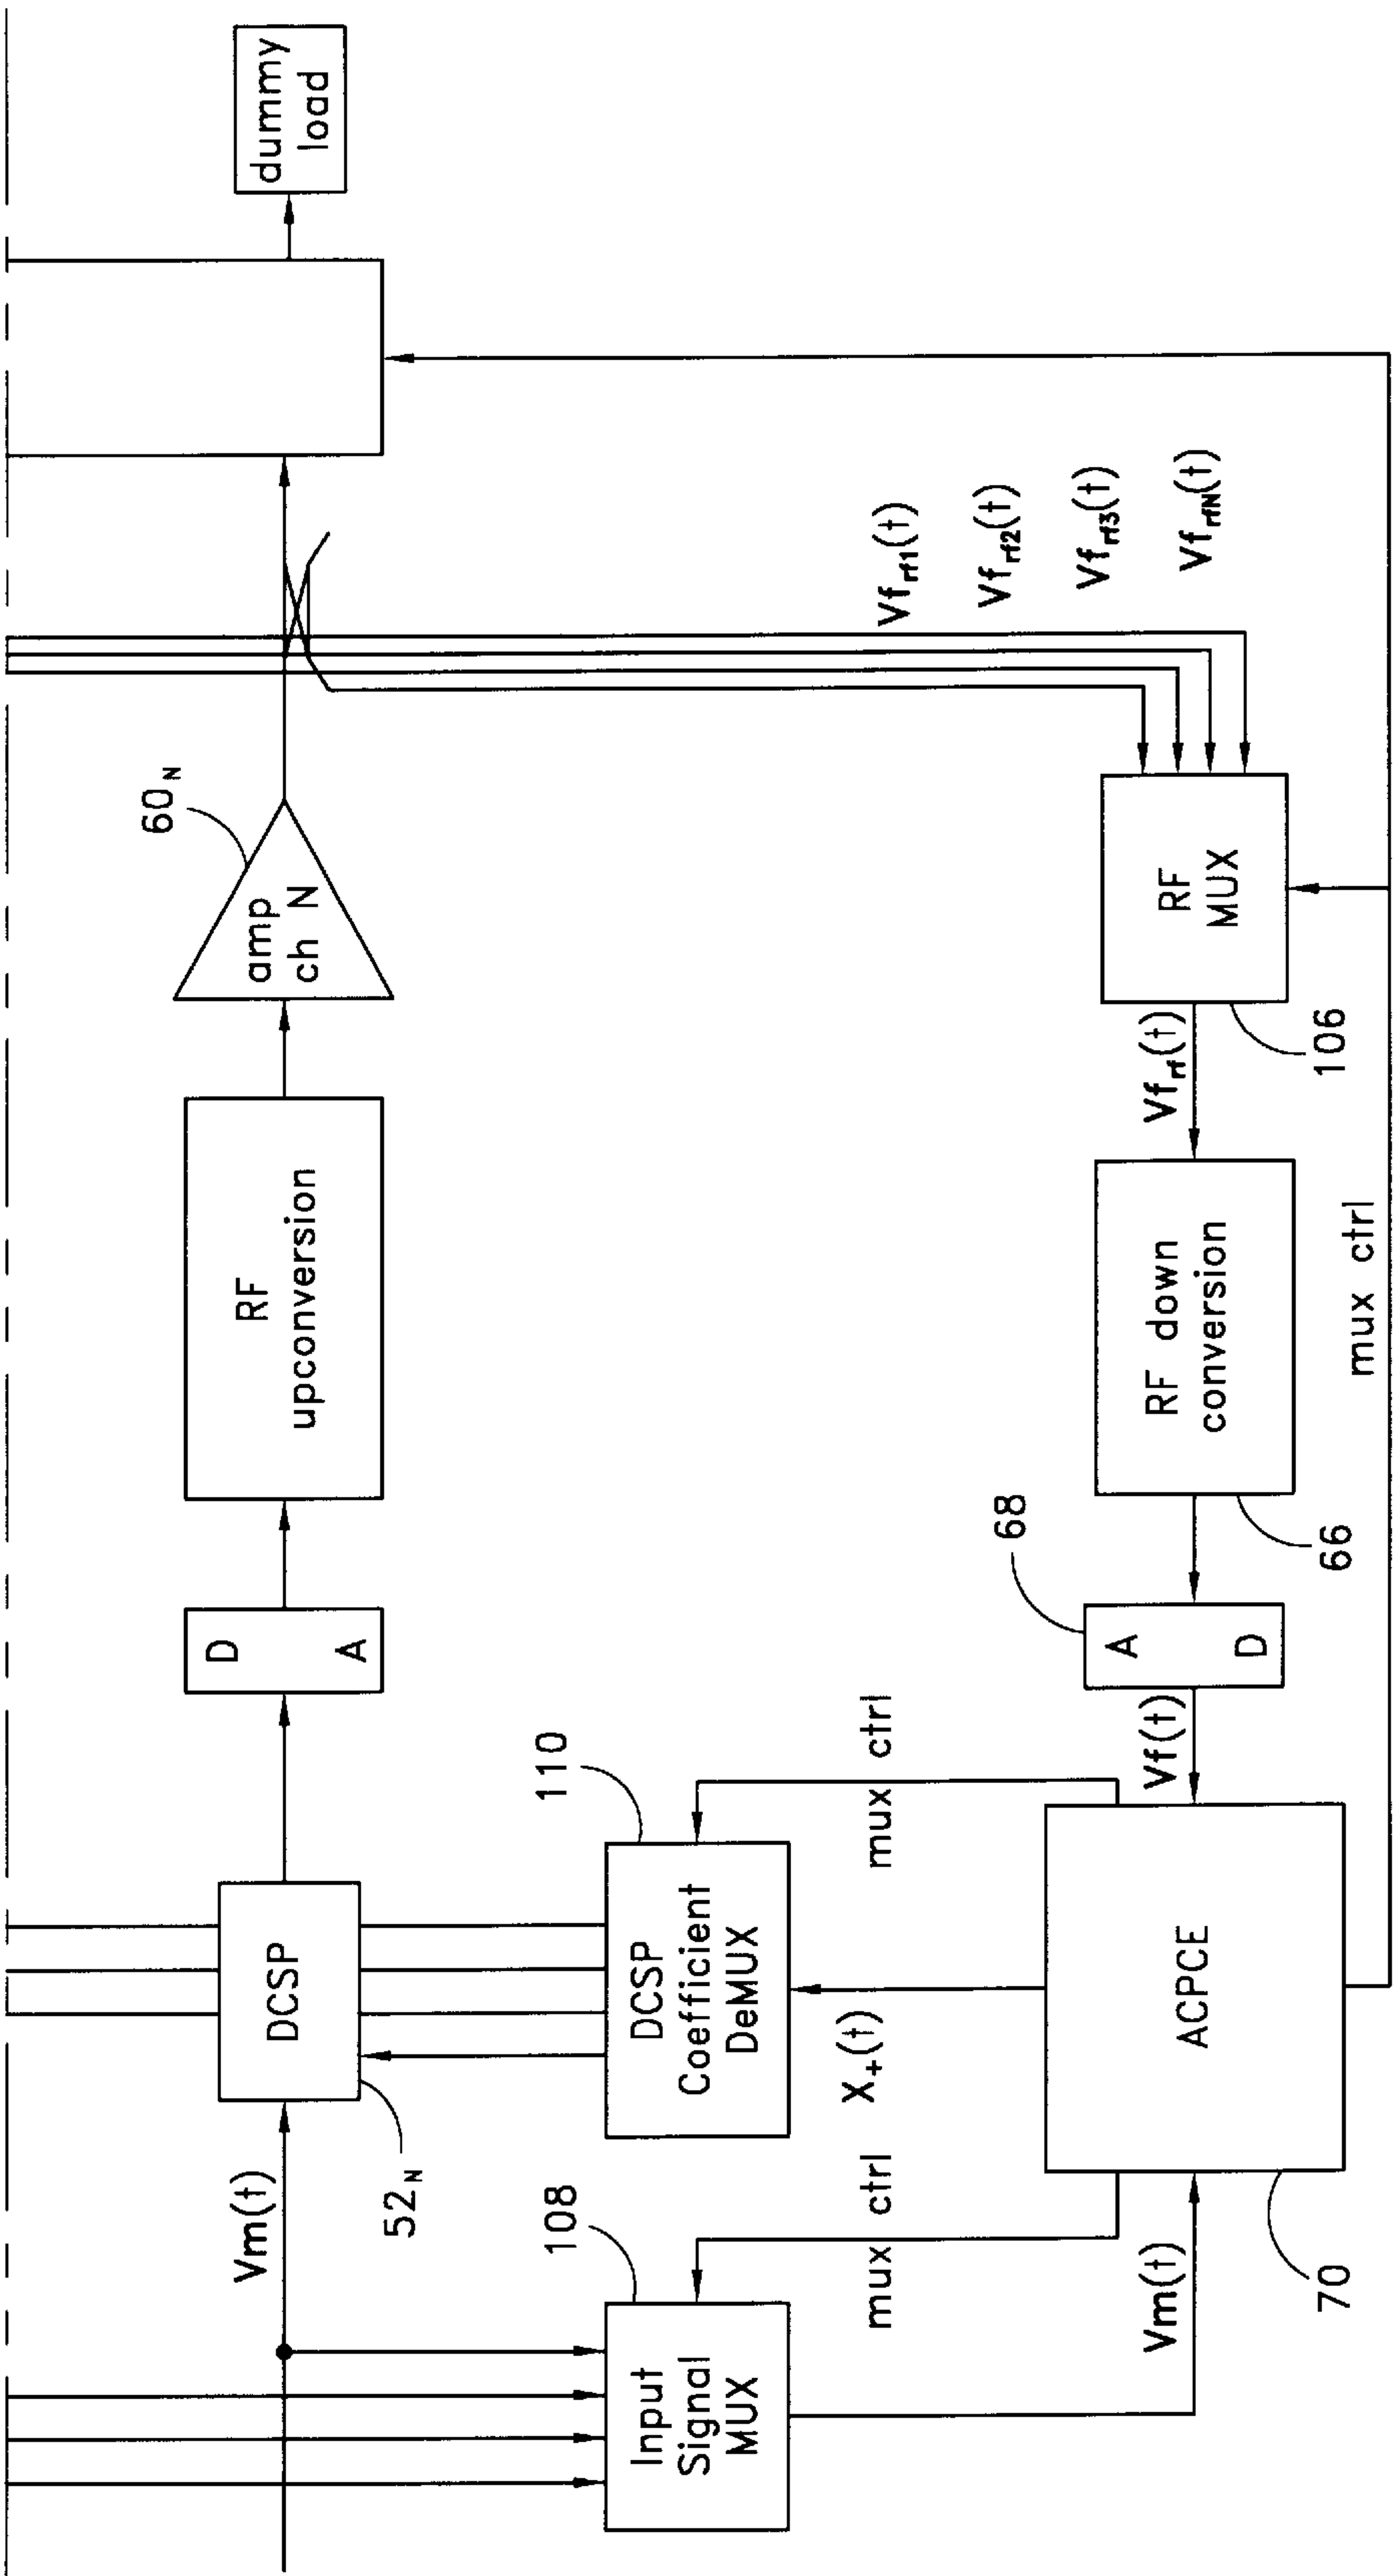 Vm(t)
52N
DCSP
D
A
RF
upconversion
amp
ch N
60N
dummy
load
Input
Signal
MUX
108
mux ctrl
X+(t)
DCSP
Coefficient
DeMUX
110
mux ctrl
Vm(t)
70
ACPCE
Vf(t)
A
D
68
RF down
conversion
66
Vfrf(t)
RF
MUX
106
Vfrf1(t)
Vfrf2(t)
Vfrf3(t)
VfrfN(t)
mux ctrl